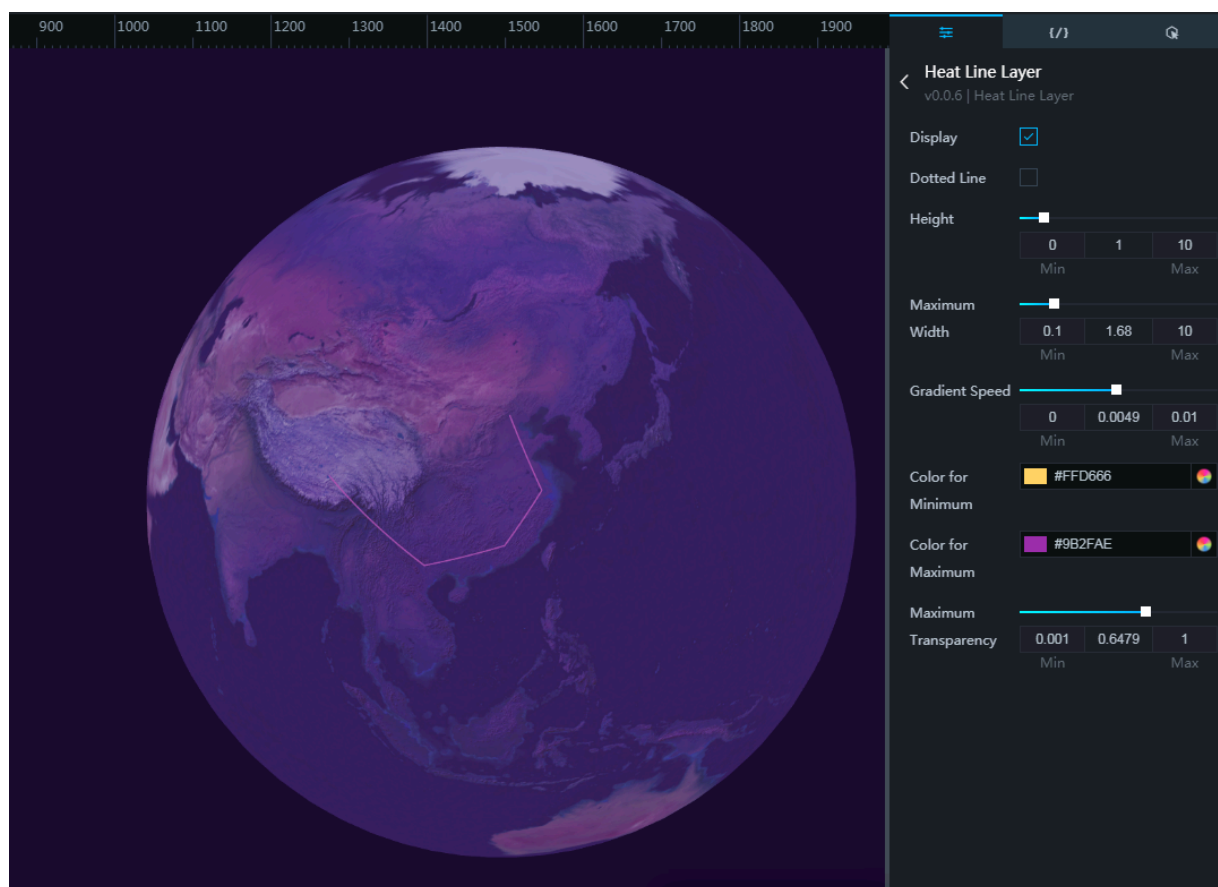 900 1000 1100 1200 1300 1400 1500 1600 1700 1800 1900
{/}
Heat Line Layer
v0.0.6 | Heat Line Layer
Display
Dotted Line
Height
0 1 10
Min Max
Maximum
Width 0.1 1.68 10
Min Max
Gradient Speed
0 0.0049 0.01
Min Max
Color for #FFD666
Minimum
Color for #9B2FAE
Maximum
Maximum
Transparency 0.001 0.6479 1
Min Max